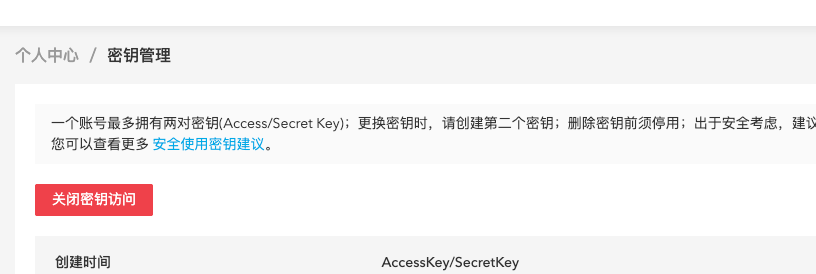 个人中心 / 密钥管理
一个账号最多拥有两对密钥(Access/Secret Key)；更换密钥时，请创建第二个密钥；删除密钥前须停用；出于安全考虑，建议
您可以查看更多 安全使用密钥建议。
关闭密钥访问
创建时间 AccessKey/SecretKey